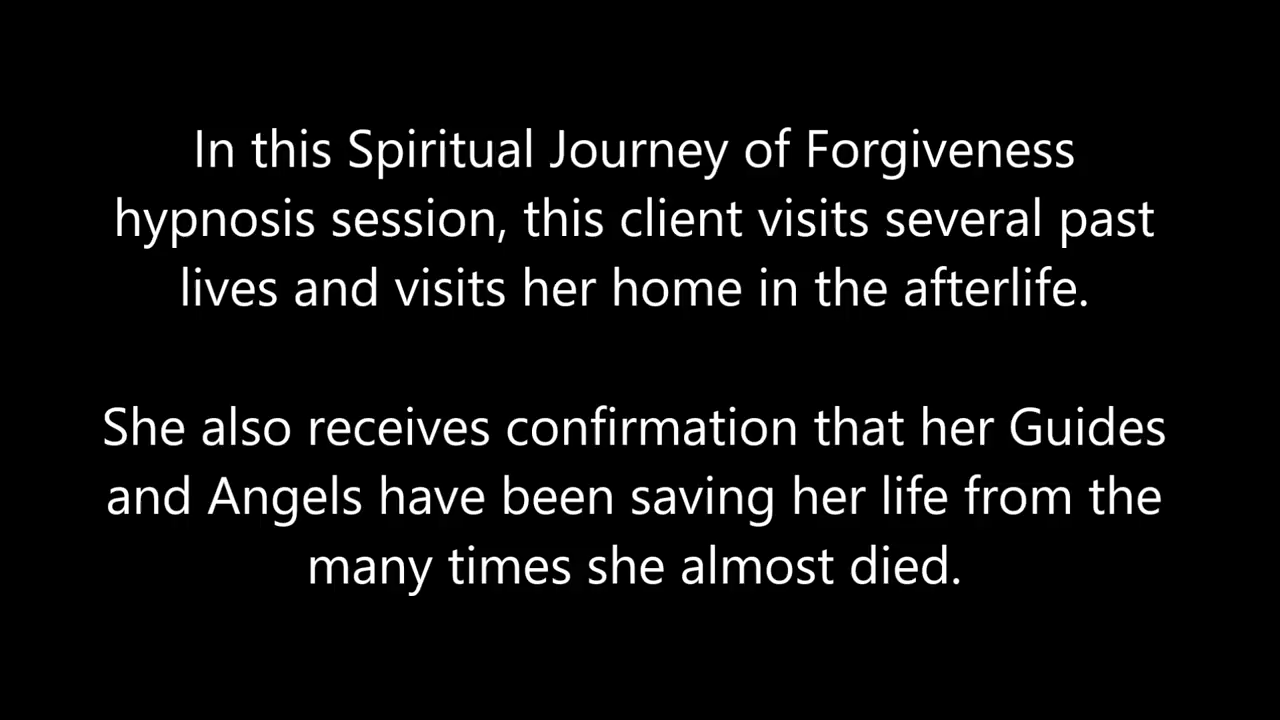 In this Spiritual Journey of Forgiveness
hypnosis session, this client visits several past
lives and visits her home in the afterlife.
She also receives confirmation that her Guides
and Angels have been saving her life from the
many times she almost died.